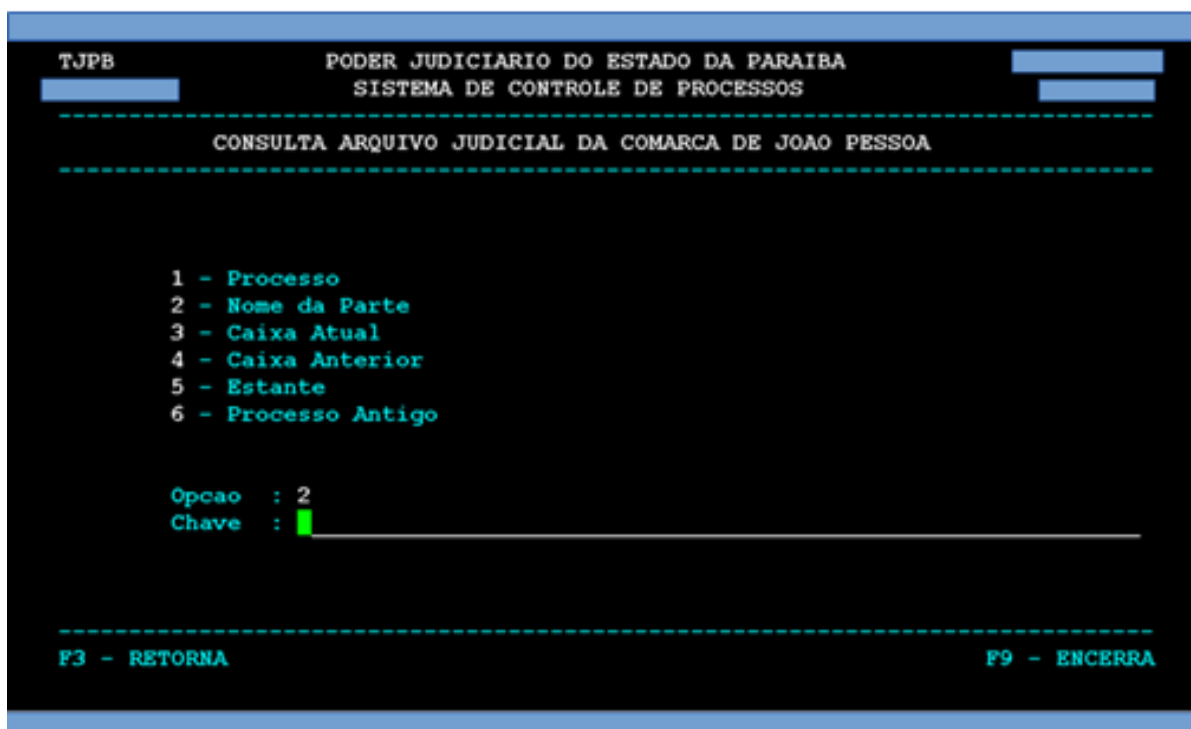 TJPB PODER JUDICIARIO DO ESTADO DA PARAIBA
SISTEMA DE CONTROLE DE PROCESSOS
CONSULTA ARQUIVO JUDICIAL DA COMARCA DE JOAO PESSOA
1 - Processo
2 - Nome da Parte
3 - Caixa Atual
4 - Caixa Anterior
5 - Estante
6 - Processo Antigo
Opcao : 2
Chave :
F3 - RETORNA F9 - ENCERRA